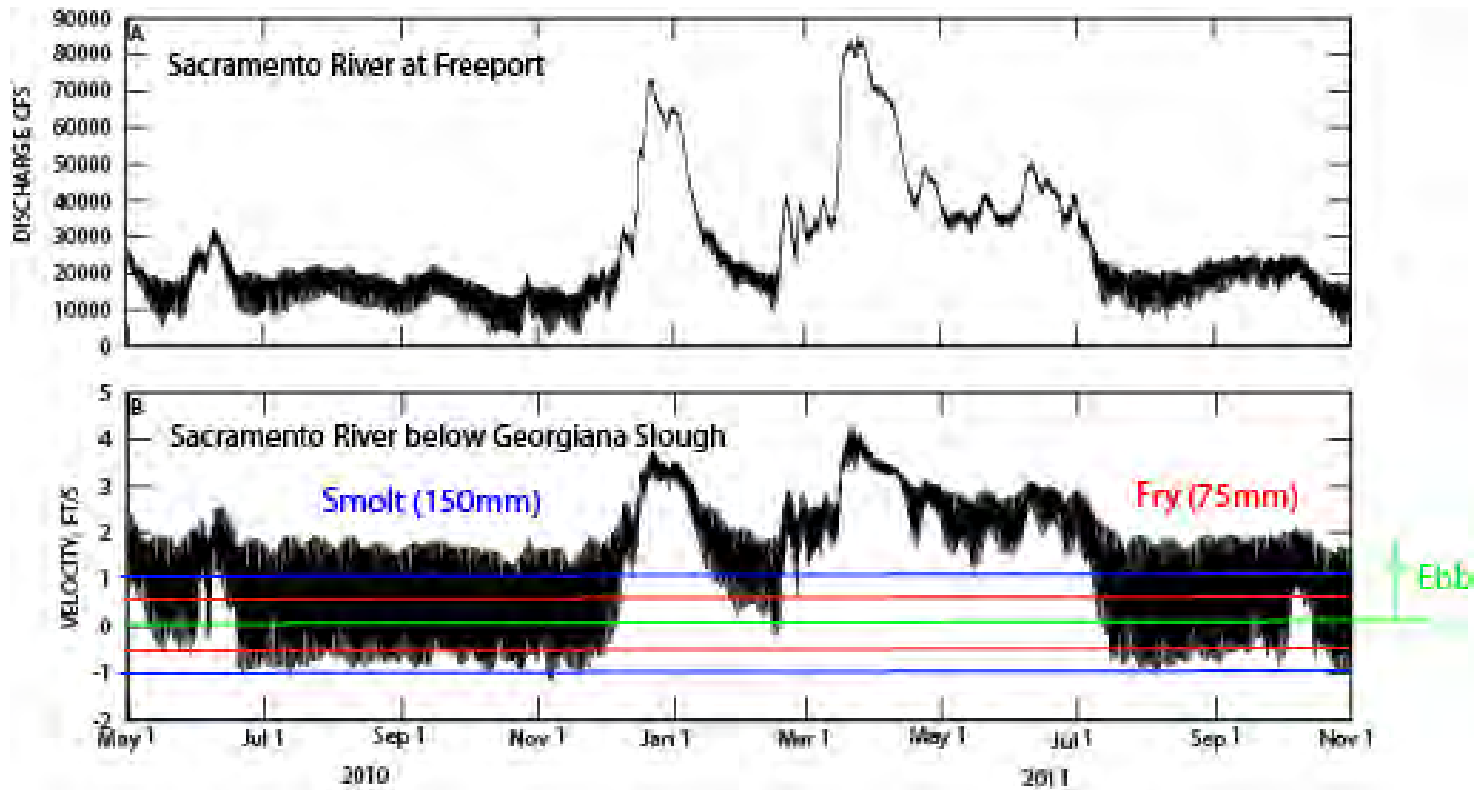 90000
A
80000
Sacramento River at Freeport
70000
60000
50000
40000
30000
20000
10000
0
DISCHARGE, CFS
5
B
4
Sacramento River below Georgiana Slough
3
Smolt (150mm)
Fry (75mm)
2
1
Ebb
0
-1
-2
VELOCITY, FT/S
May 1 Jul 1 Sep 1 Nov 1 Jan 1 Mar 1 May 1 Jul 1 Sep 1 Nov 1
2010 2011